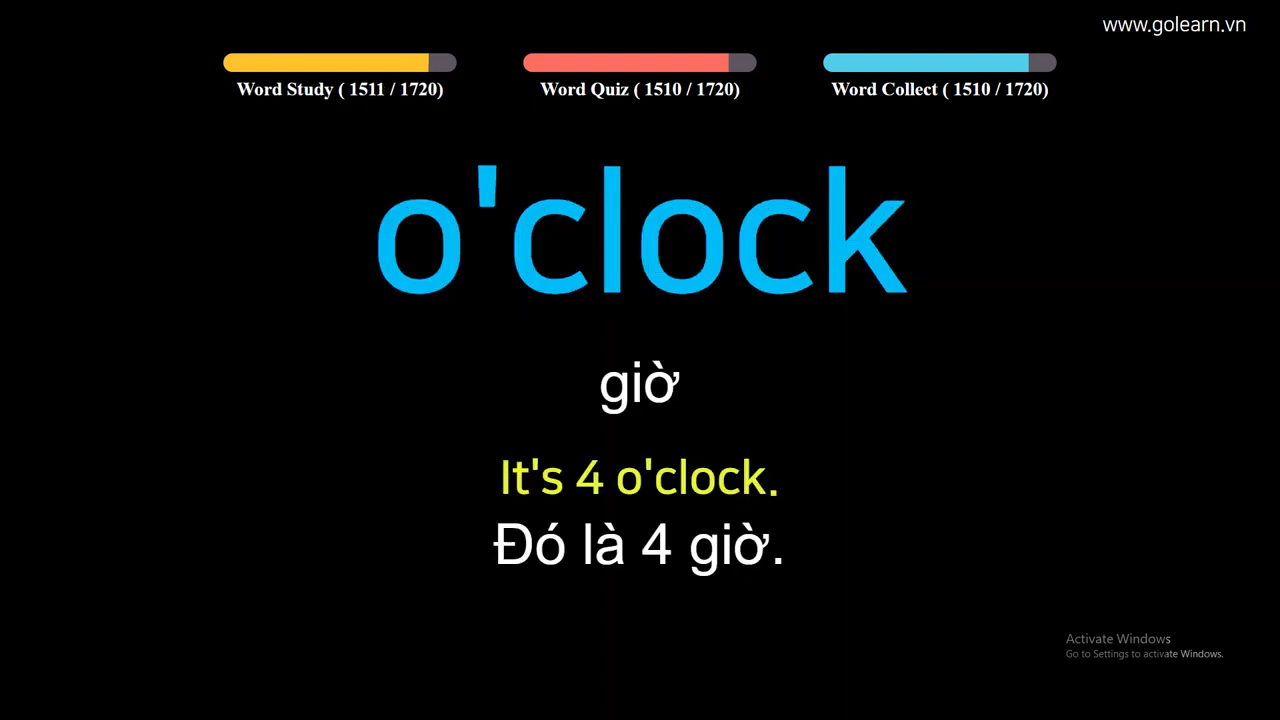 www.golearn.vn
Word Study ( 1511 / 1720)
Word Quiz ( 1510 / 1720)
Word Collect ( 1510 / 1720)
o'clock
giờ
It's 4 o'clock.
Đó là 4 giờ.
Activate Windows
Go to Settings to activate Windows.